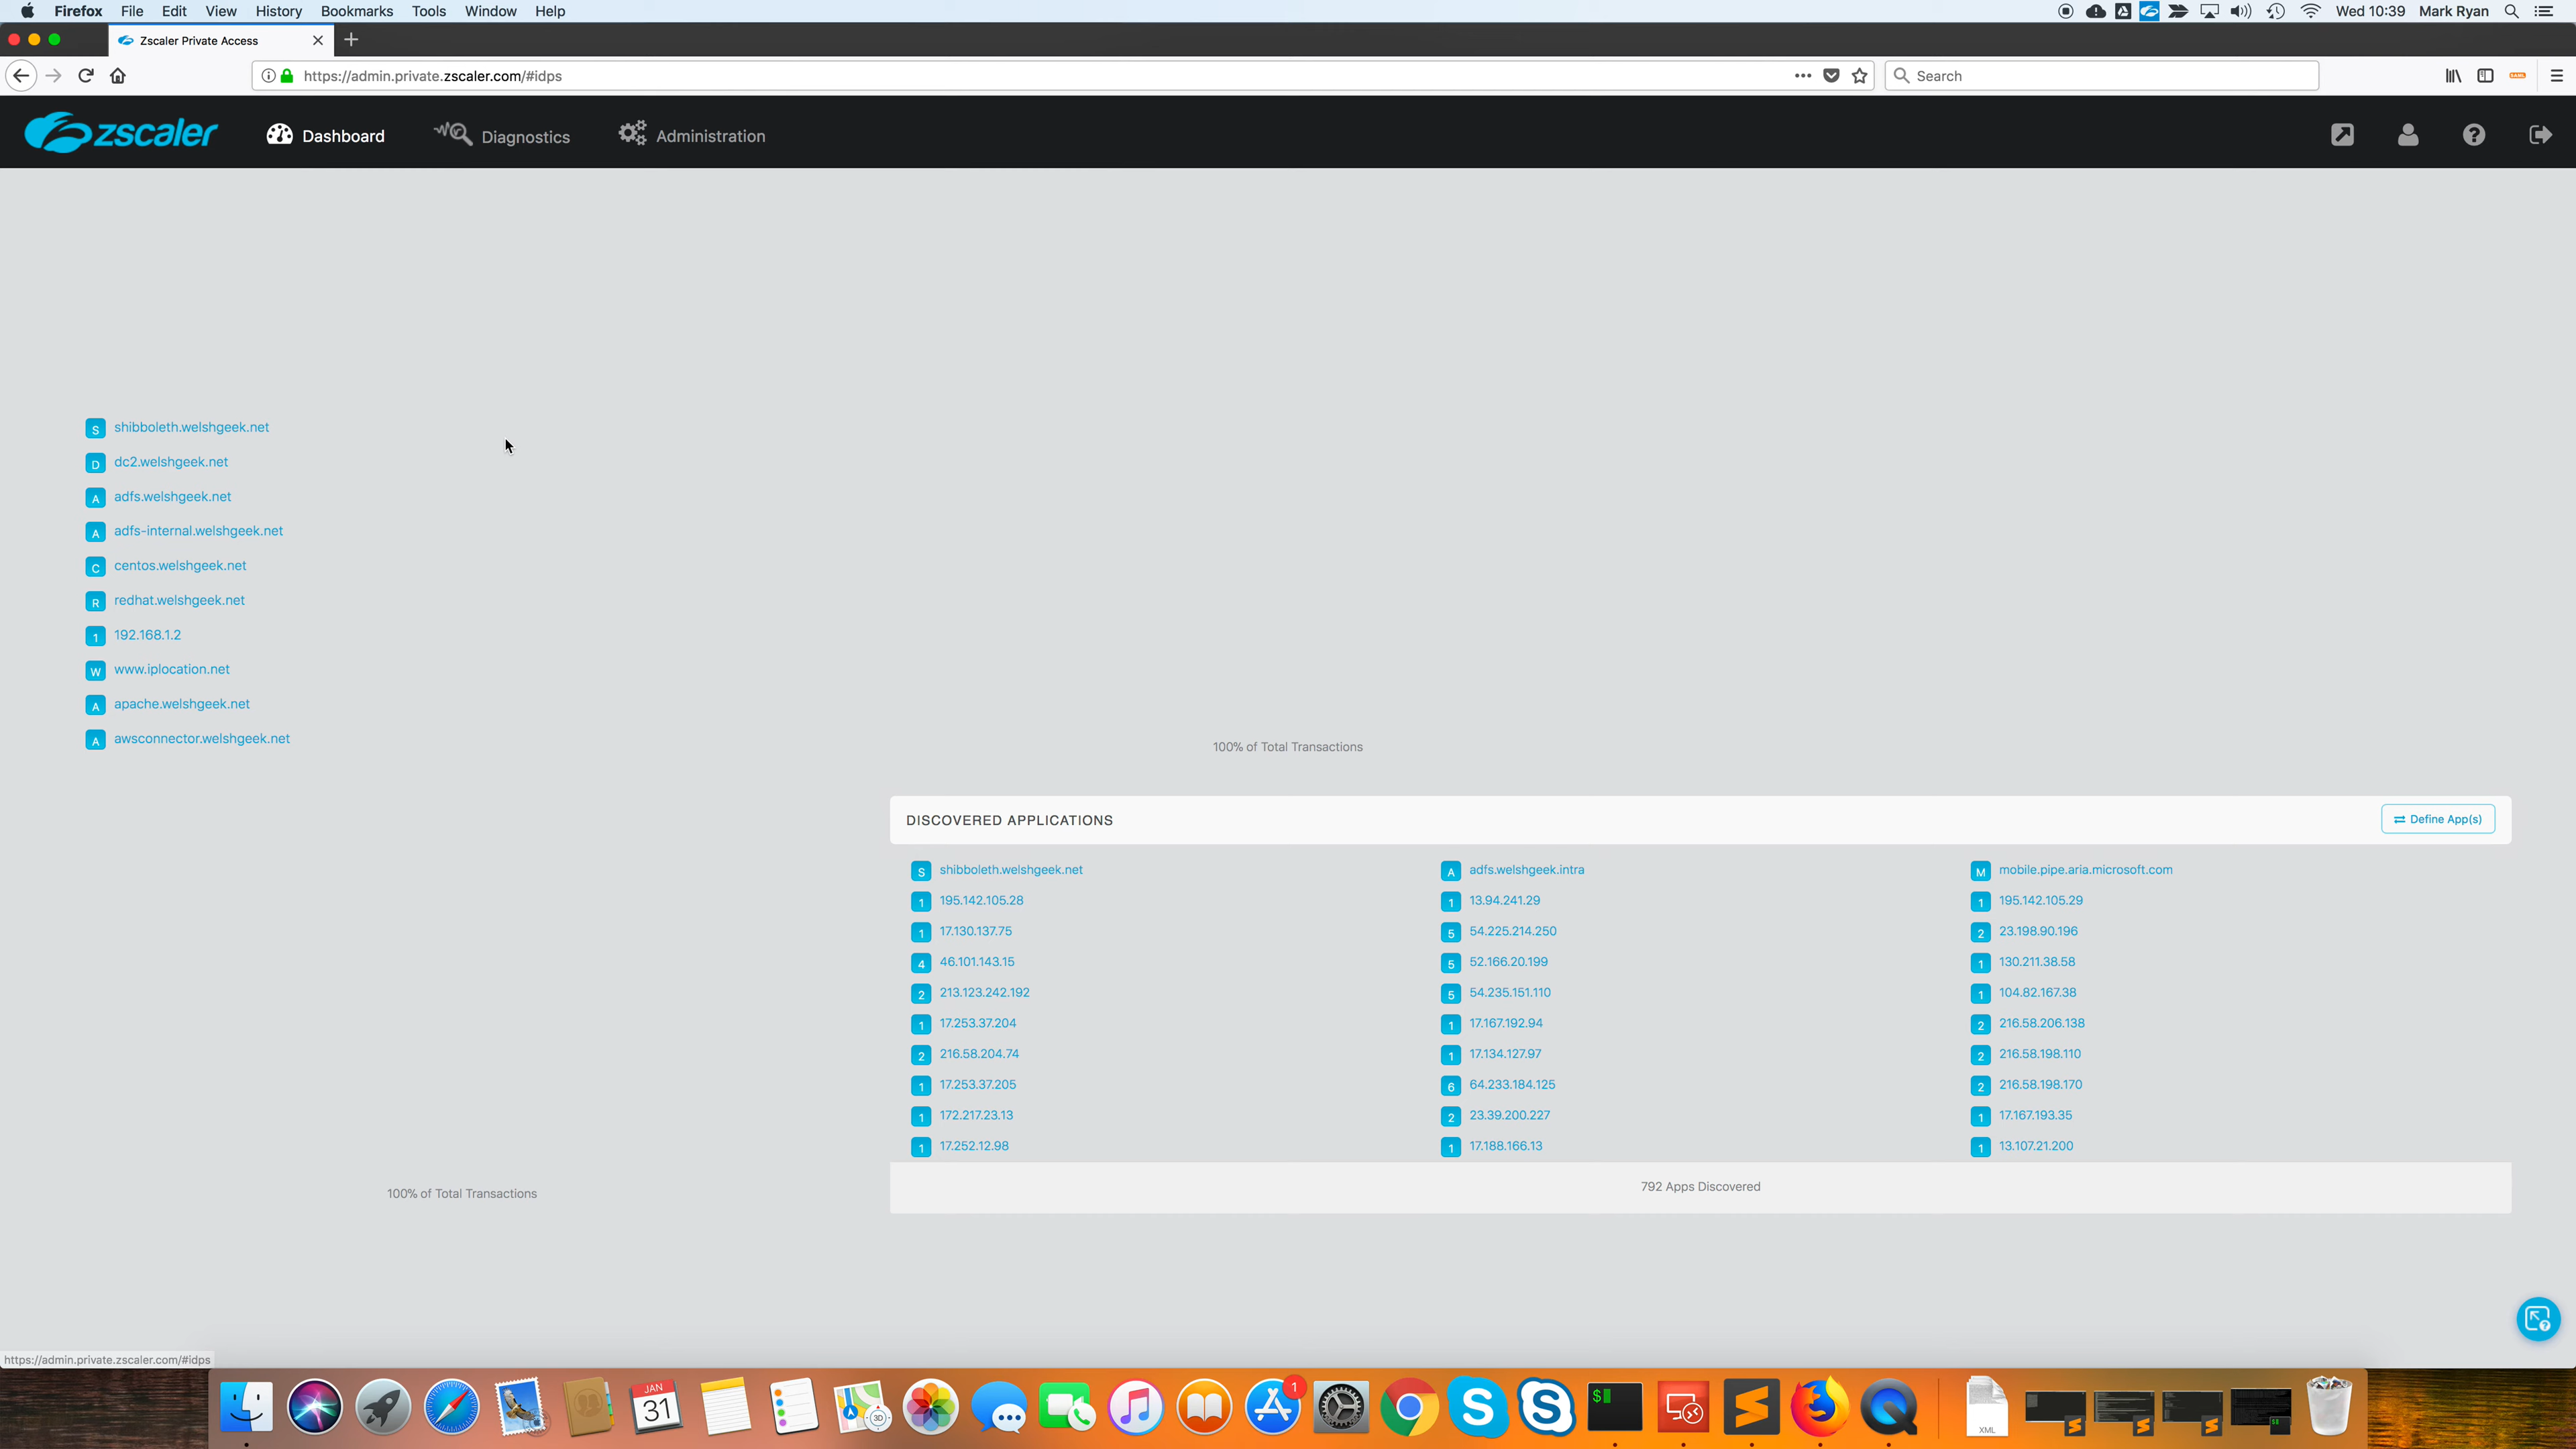 Firefox File Edit View History Bookmarks Tools Window Help Wed 10:39 Mark Ryan
Zscaler Private Access
https://admin.private.zscaler.com/#idps Search
zscaler Dashboard Diagnostics Administration
S shibboleth.welshgeek.net
D dc2.welshgeek.net
A adfs.welshgeek.net
A adfs-internal.welshgeek.net
C centos.welshgeek.net
R redhat.welshgeek.net
1 192.168.1.2
W www.iplocation.net
A apache.welshgeek.net
A awsconnector.welshgeek.net
100% of Total Transactions
DISCOVERED APPLICATIONS Define App(s)
S shibboleth.welshgeek.net A adfs.welshgeek.intra M mobile.pipe.aria.microsoft.com
1 195.142.105.28 1 13.94.241.29 1 195.142.105.29
1 17.130.137.75 5 54.225.214.250 2 23.198.90.196
4 46.101.143.15 5 52.166.20.199 1 130.211.38.58
2 213.123.242.192 5 54.235.151.110 1 104.82.167.38
1 17.253.37.204 1 17.167.192.94 2 216.58.206.138
2 216.58.204.74 1 17.134.127.97 2 216.58.198.110
1 17.253.37.205 6 64.233.184.125 2 216.58.198.170
1 172.217.23.13 2 23.39.200.227 1 17.167.193.35
1 17.252.12.98 1 17.188.166.13 1 13.107.21.200
792 Apps Discovered
100% of Total Transactions
https://admin.private.zscaler.com/#idps
JAN
31
3D
1
S
S
$
XML